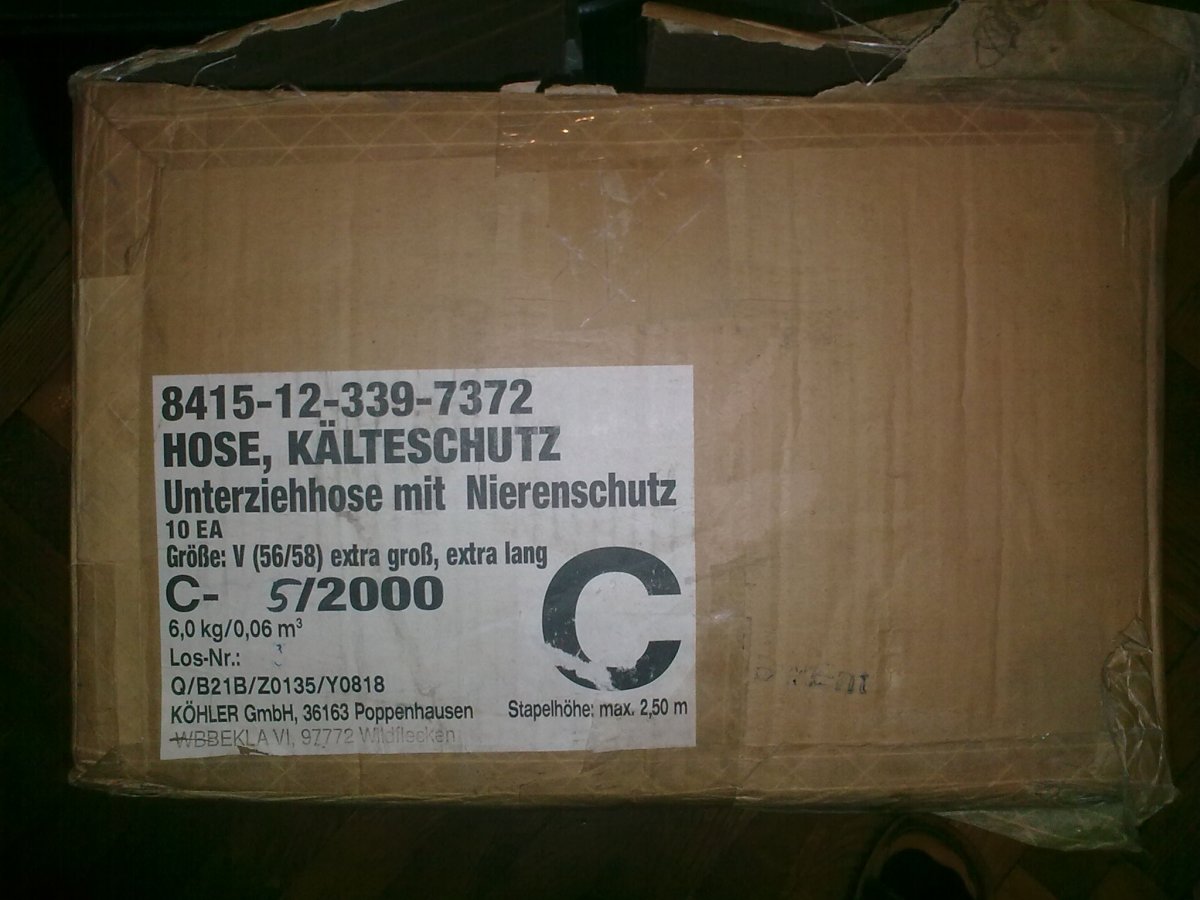 8415-12-339-7372
HOSE, KÄLTESCHUTZ
Unterziehhose mit Nierenschutz
10 EA
Größe: V (56/58) extra groß, extra lang
C- 5/2000
C
6,0 kg/0,06 m³
Los-Nr.:
Q/B21B/Z0135/Y0818
KÖHLER GmbH, 36163 Poppenhausen
Stapelhöhe: max. 2,50 m
WBBEKLA VI, 97772 Wildflecken